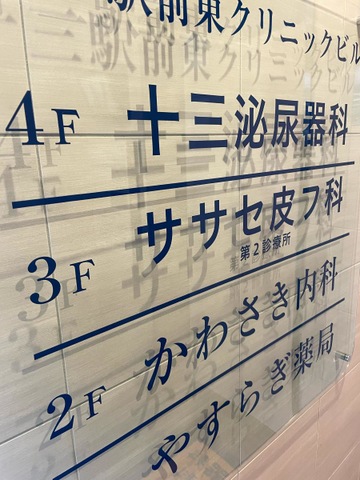 駅前東クリニックビル
4F 十三泌尿器科
3F ササセ皮フ科
第2診療所
2F かわさき内科
やすらぎ薬局